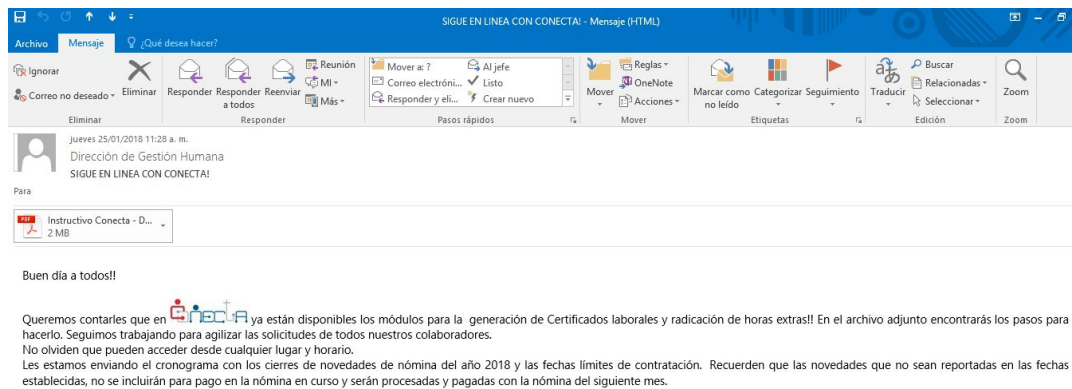 SIGUE EN LINEA CON CONECTA! - Mensaje (HTML)
Archivo Mensaje ¿Qué desea hacer?
Ignorar
Correo no deseado
Eliminar
Responder
Responder a todos
Reenviar
Reunión
MI
Más
Mover a: ?
Correo electróni...
Responder y eli...
Al jefe
Listo
Crear nuevo
Mover
Reglas
OneNote
Acciones
Marcar como no leído
Categorizar
Seguimiento
Traducir
Buscar
Relacionadas
Seleccionar
Zoom
Eliminar Responder Pasos rápidos Mover Etiquetas Edición Zoom
jueves 25/01/2018 11:28 a. m.
Dirección de Gestión Humana
SIGUE EN LINEA CON CONECTA!
Para
PDF
Instructivo Conecta - D...
2 MB
Buen día a todos!!
Queremos contarles que en CONECTA ya están disponibles los módulos para la generación de Certificados laborales y radicación de horas extras!! En el archivo adjunto encontrarás los pasos para
hacerlo. Seguimos trabajando para agilizar las solicitudes de todos nuestros colaboradores.
No olviden que pueden acceder desde cualquier lugar y horario.
Les estamos enviando el cronograma con los cierres de novedades de nómina del año 2018 y las fechas límites de contratación. Recuerden que las novedades que no sean reportadas en las fechas
establecidas, no se incluirán para pago en la nómina en curso y serán procesadas y pagadas con la nómina del siguiente mes.